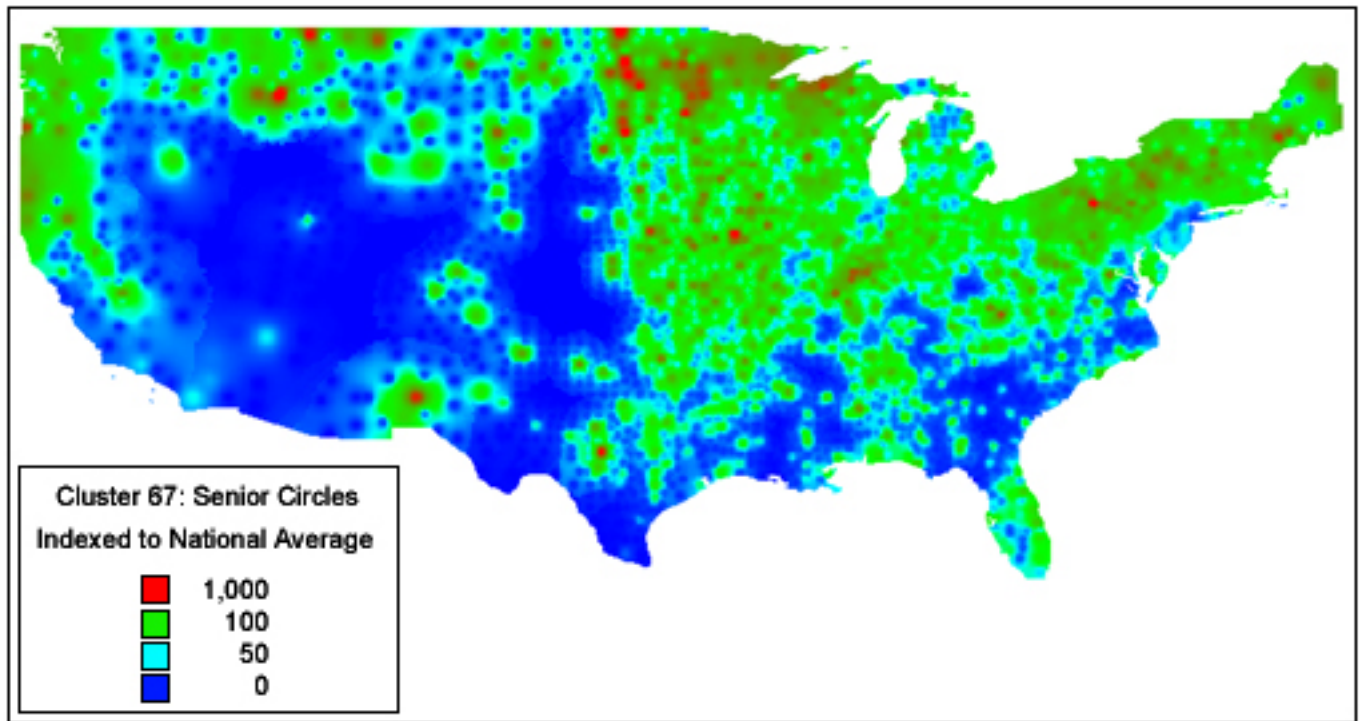 Cluster 67: Senior Circles
Indexed to National Average
1,000
100
50
0